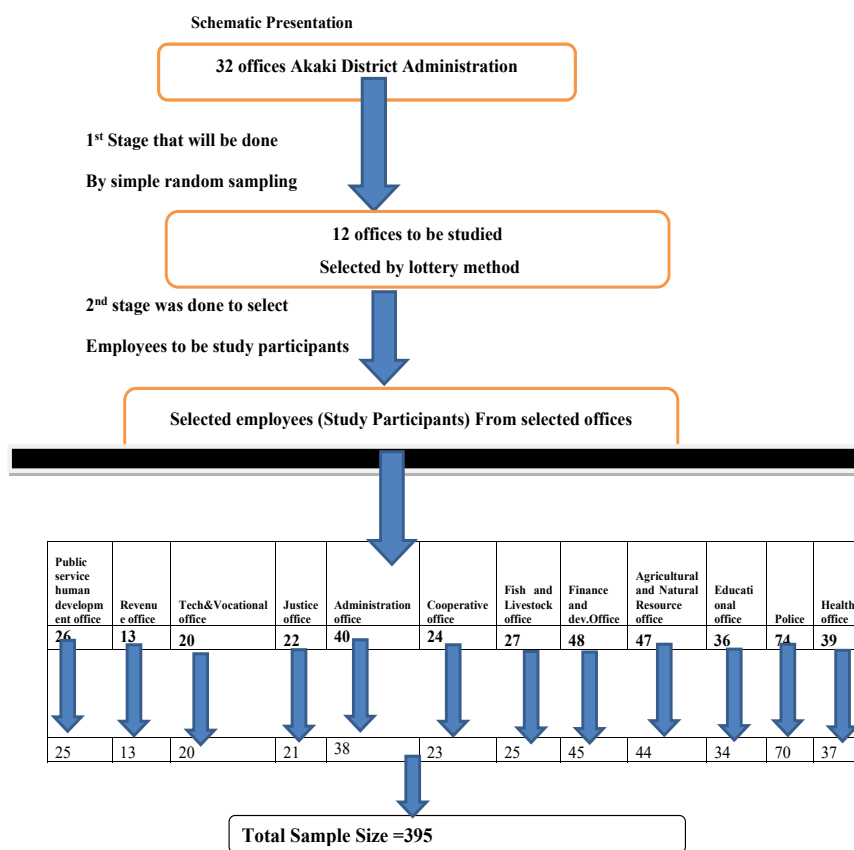 Schematic Presentation
32 offices Akaki District Administration
1st Stage that will be done
By simple random sampling
12 offices to be studied
Selected by lottery method
2nd stage was done to select
Employees to be study participants
Selected employees (Study Participants) From selected offices
Public
service
human
developm
ent office
26
Revenu
e office
13
Tech&Vocational
office
20
Justice
office
22
Administration
office
40
Cooperative
office
24
Fish and
Livestock
office
27
Finance
and
dev.Office
48
Agricultural
and Natural
Resource
office
47
Educati
onal
office
36
Police
74
Health
office
39
25
13
20
21
38
23
25
45
44
34
70
37
Total Sample Size =395